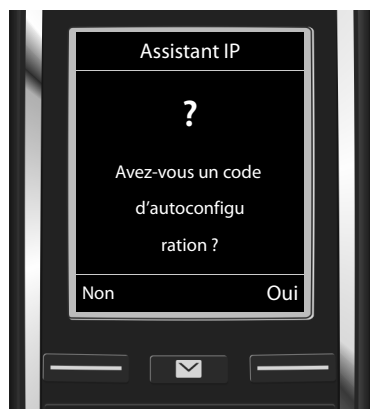 Assistant IP
?
Avez-vous un code
d'autoconfigu
ration ?
Non Oui